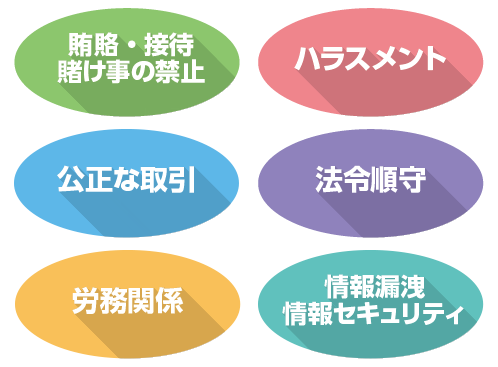 賄賂・接待
賭け事の禁止
ハラスメント
公正な取引
法令順守
労務関係
情報漏洩
情報セキュリティ